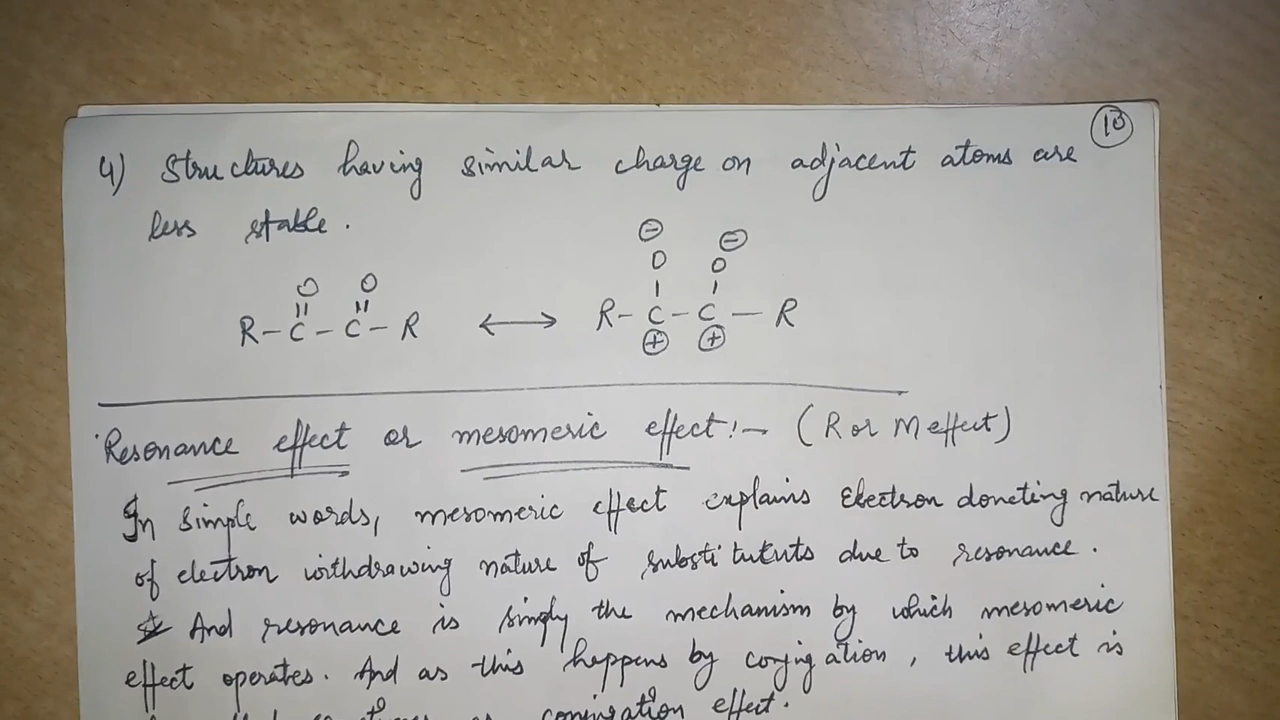 10
4) Structures having similar charge on adjacent atoms are
less stable.
⊖ ⊖
O O O O
|| || | |
R-C-C-R ⟷ R-C-C-R
⊕ ⊕
Resonance effect or mesomeric effect:- (R or M effect)
In simple words, mesomeric effect explains Electron doneting nature
of electron withdrawing nature of substitutents due to resonance.
☆ And resonance is simply the mechanism by which mesomeric
effect operates. And as this happens by conjigation, this effect is
conjugation effect.